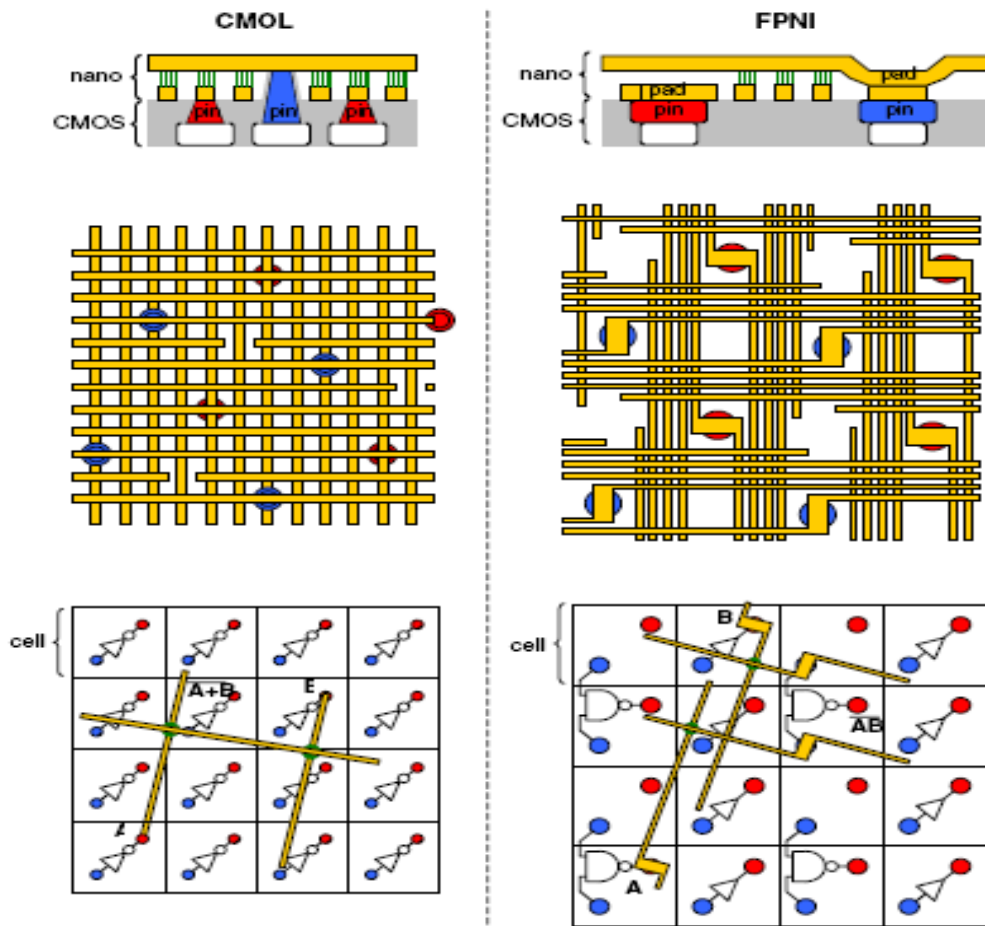 CMOL
nano
CMOS
pin
pin
pin
FPNI
nano
CMOS
pad
pin
pad
pin
cell
A+B
cell
B
AB
A